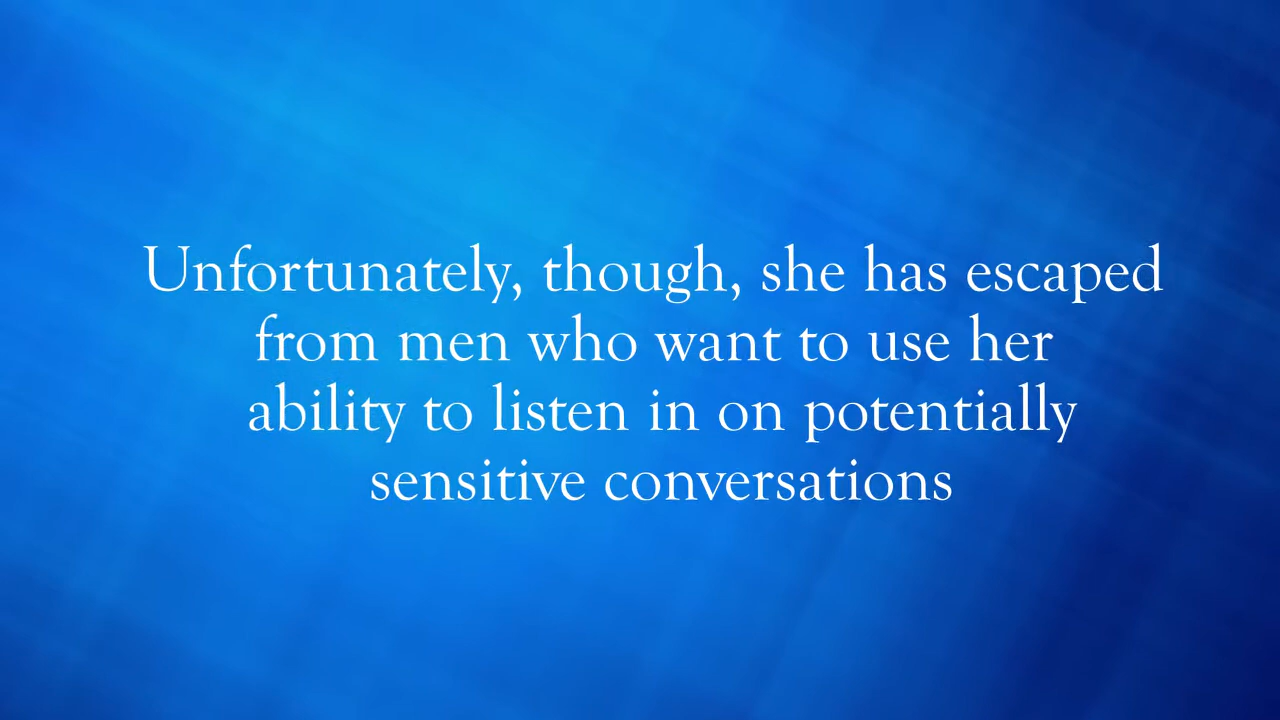 Unfortunately, though, she has escaped
from men who want to use her
ability to listen in on potentially
sensitive conversations